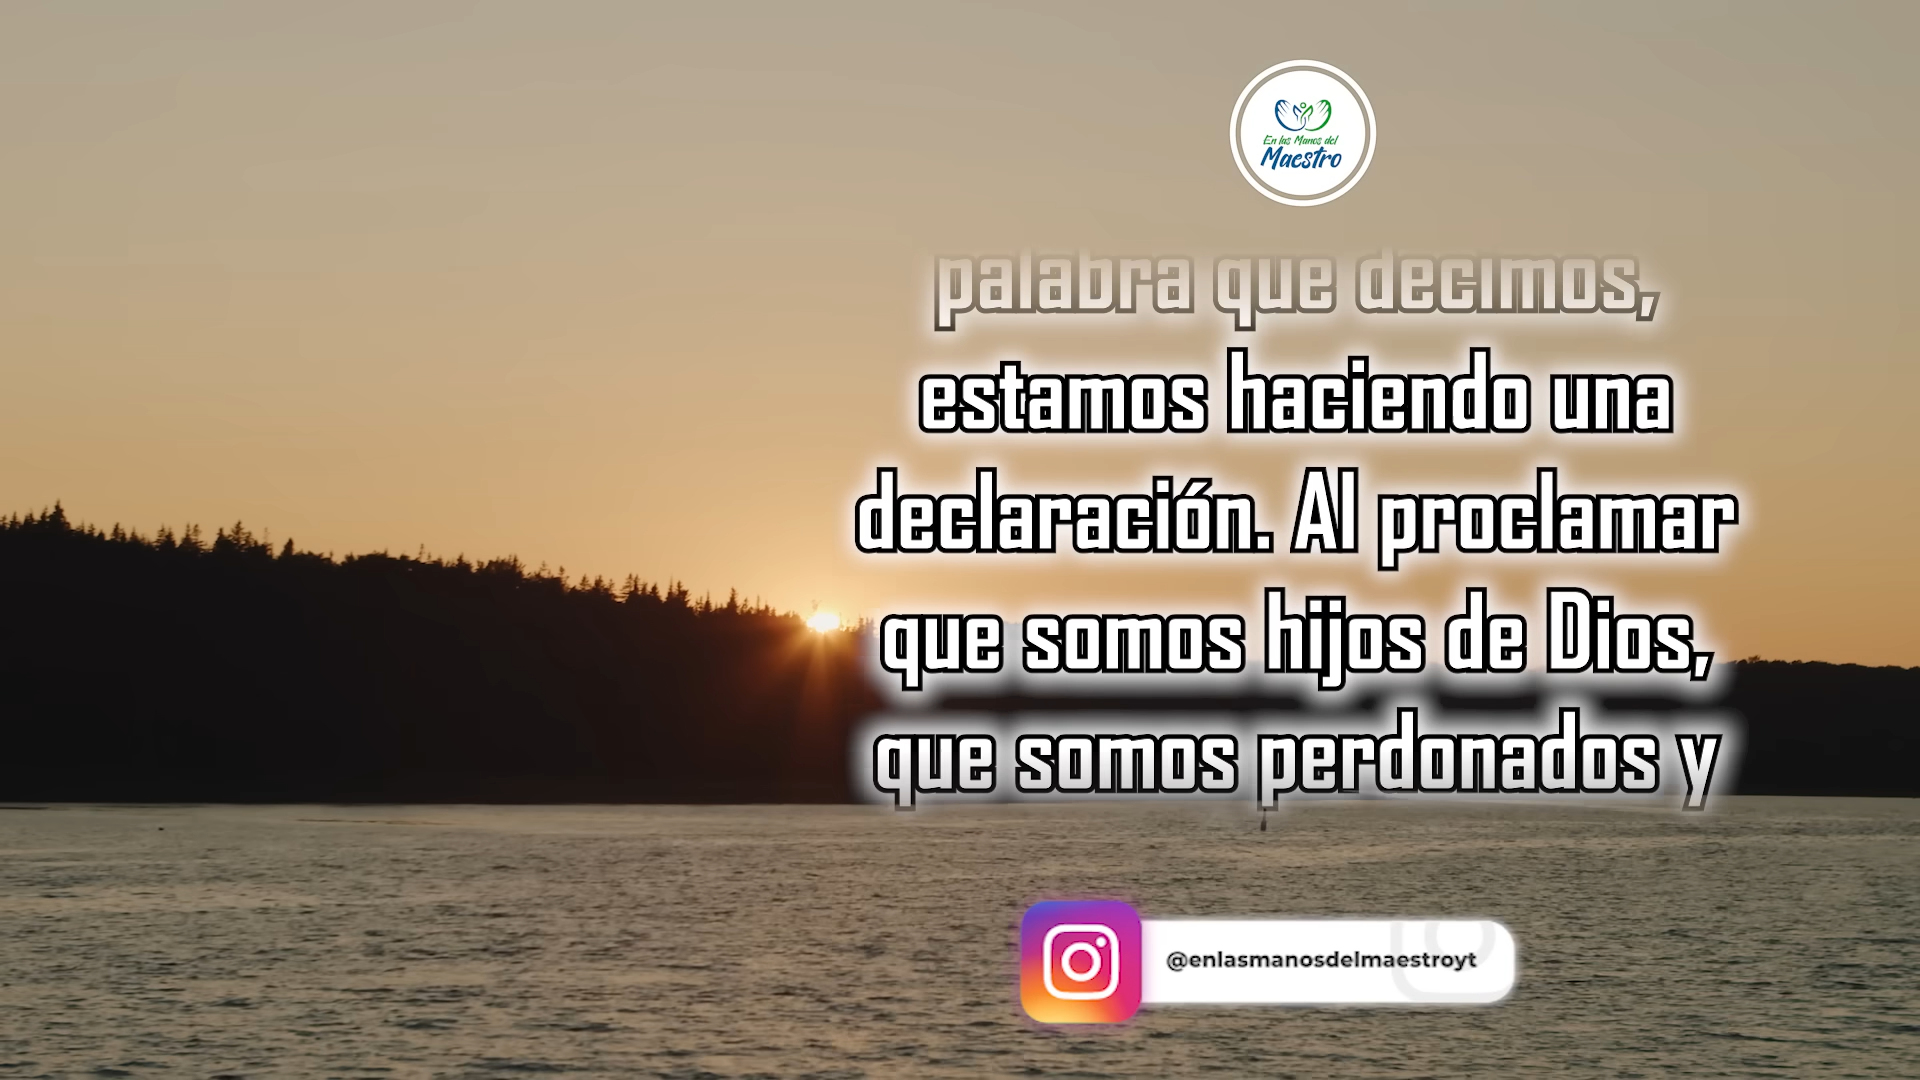 En las Manos del
Maestro
palabra que decimos,
estamos haciendo una
declaración. Al proclamar
que somos hijos de Dios,
que somos perdonados y
@enlasmanosdelmaestroyt